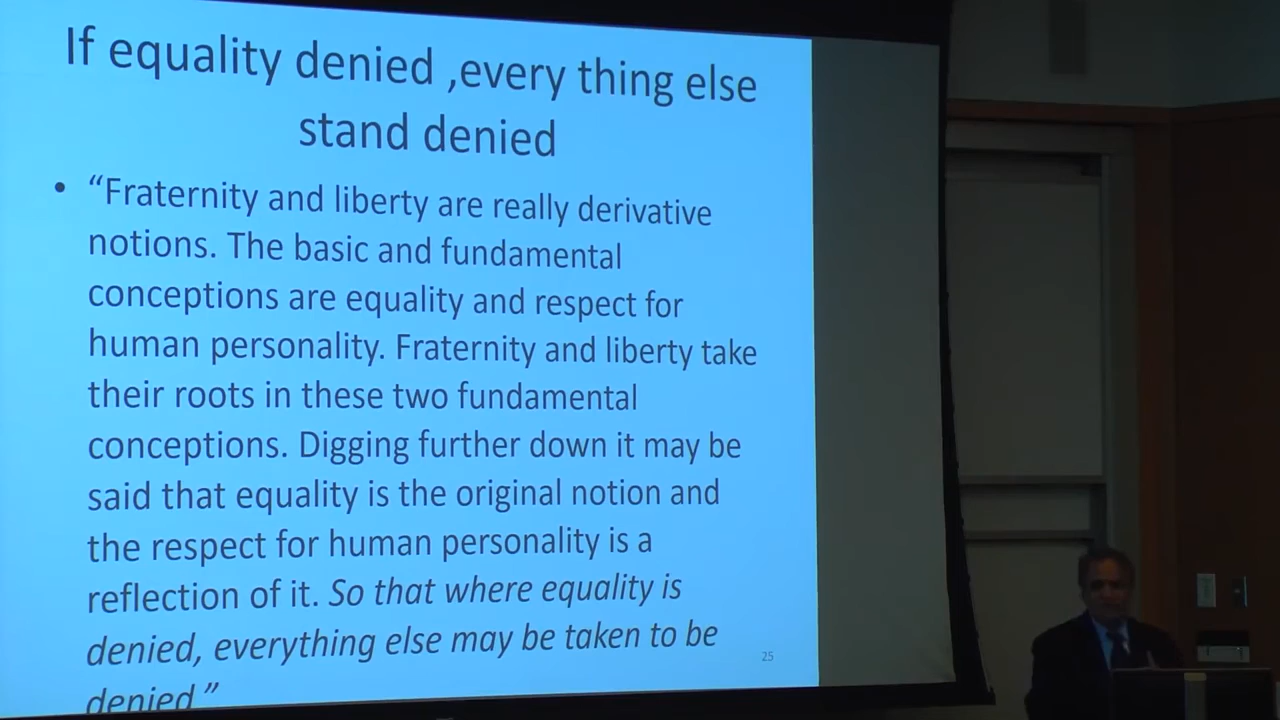 If equality denied ,every thing else
stand denied
• “Fraternity and liberty are really derivative
notions. The basic and fundamental
conceptions are equality and respect for
human personality. Fraternity and liberty take
their roots in these two fundamental
conceptions. Digging further down it may be
said that equality is the original notion and
the respect for human personality is a
reflection of it. So that where equality is
denied, everything else may be taken to be
denied.”
25